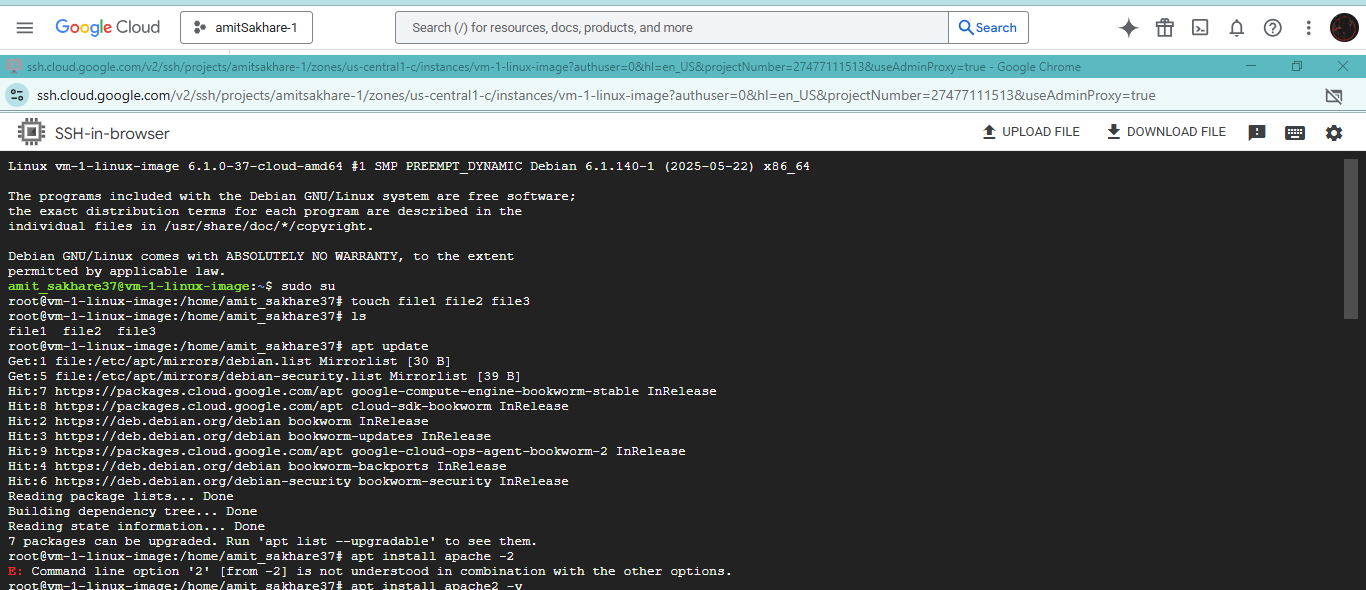 Google Cloud
amitSakhare-1
Search (/) for resources, docs, products, and more
Search
ssh.cloud.google.com/v2/ssh/projects/amitsakhare-1/zones/us-central1-c/instances/vm-1-linux-image?authuser=0&hl=en_US&projectNumber=27477111513&useAdminProxy=true - Google Chrome
ssh.cloud.google.com/v2/ssh/projects/amitsakhare-1/zones/us-central1-c/instances/vm-1-linux-image?authuser=0&hl=en_US&projectNumber=27477111513&useAdminProxy=true
SSH-in-browser
UPLOAD FILE
DOWNLOAD FILE
Linux vm-1-linux-image 6.1.0-37-cloud-amd64 #1 SMP PREEMPT_DYNAMIC Debian 6.1.140-1 (2025-05-22) x86_64
The programs included with the Debian GNU/Linux system are free software;
the exact distribution terms for each program are described in the
individual files in /usr/share/doc/*/copyright.
Debian GNU/Linux comes with ABSOLUTELY NO WARRANTY, to the extent
permitted by applicable law.
amit_sakhare37@vm-1-linux-image:~$ sudo su
root@vm-1-linux-image:/home/amit_sakhare37# touch file1 file2 file3
root@vm-1-linux-image:/home/amit_sakhare37# ls
file1  file2  file3
root@vm-1-linux-image:/home/amit_sakhare37# apt update
Get:1 file:/etc/apt/mirrors/debian.list Mirrorlist [30 B]
Get:5 file:/etc/apt/mirrors/debian-security.list Mirrorlist [39 B]
Hit:7 https://packages.cloud.google.com/apt google-compute-engine-bookworm-stable InRelease
Hit:8 https://packages.cloud.google.com/apt cloud-sdk-bookworm InRelease
Hit:2 https://deb.debian.org/debian bookworm InRelease
Hit:3 https://deb.debian.org/debian bookworm-updates InRelease
Hit:9 https://packages.cloud.google.com/apt google-cloud-ops-agent-bookworm-2 InRelease
Hit:4 https://deb.debian.org/debian bookworm-backports InRelease
Hit:6 https://deb.debian.org/debian-security bookworm-security InRelease
Reading package lists... Done
Building dependency tree... Done
Reading state information... Done
7 packages can be upgraded. Run 'apt list --upgradable' to see them.
root@vm-1-linux-image:/home/amit_sakhare37# apt install apache -2
E: Command line option '2' [from -2] is not understood in combination with the other options.
root@vm-1-linux-image:/home/amit_sakhare37# apt install apache2 -y